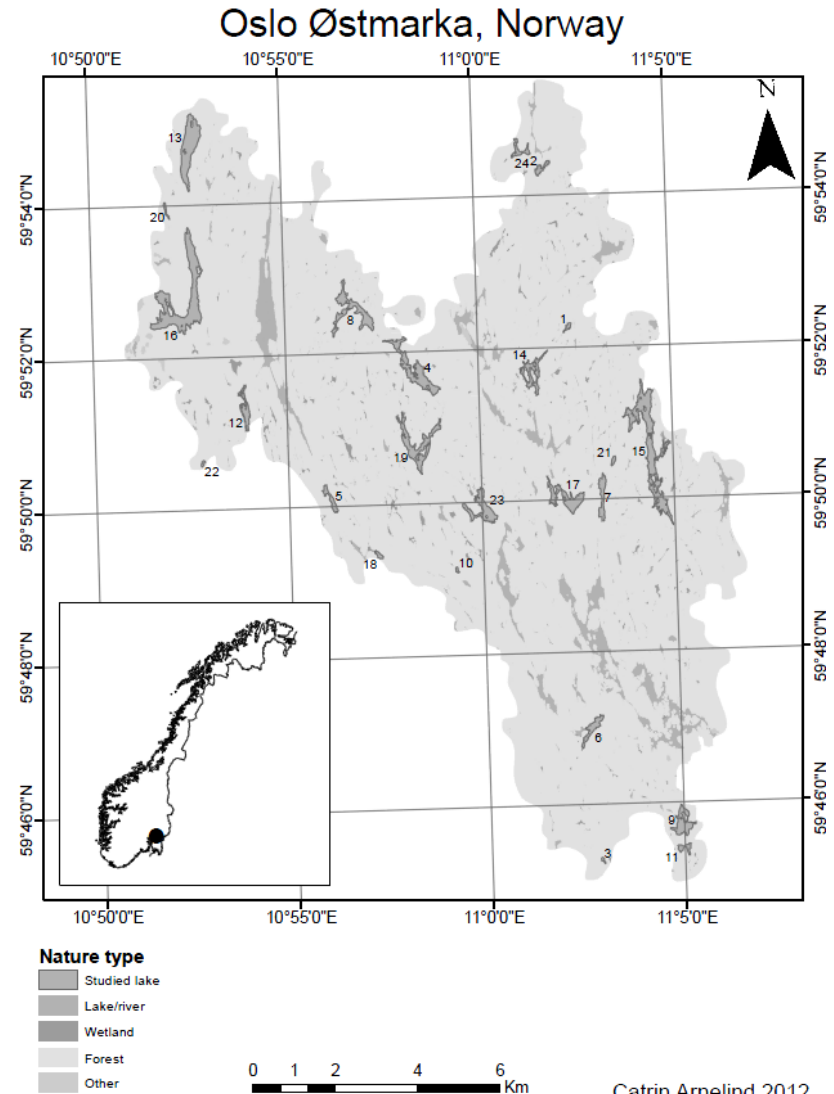 Oslo Østmarka, Norway
10°50'0"E 10°55'0"E 11°0'0"E 11°5'0"E
N
13
242
59°54'0"N 59°54'0"N
20
8
1
16
59°52'0"N 59°52'0"N
14
4
12
19
21
15
22
5
17
7
23
59°50'0"N 59°50'0"N
18
10
59°48'0"N 59°48'0"N
6
59°46'0"N 59°46'0"N
9
3
11
10°50'0"E 10°55'0"E 11°0'0"E 11°5'0"E
Nature type
Studied lake
Lake/river
Wetland
Forest
Other
0 1 2 4 6
Km
Catrin Arnelind 2012